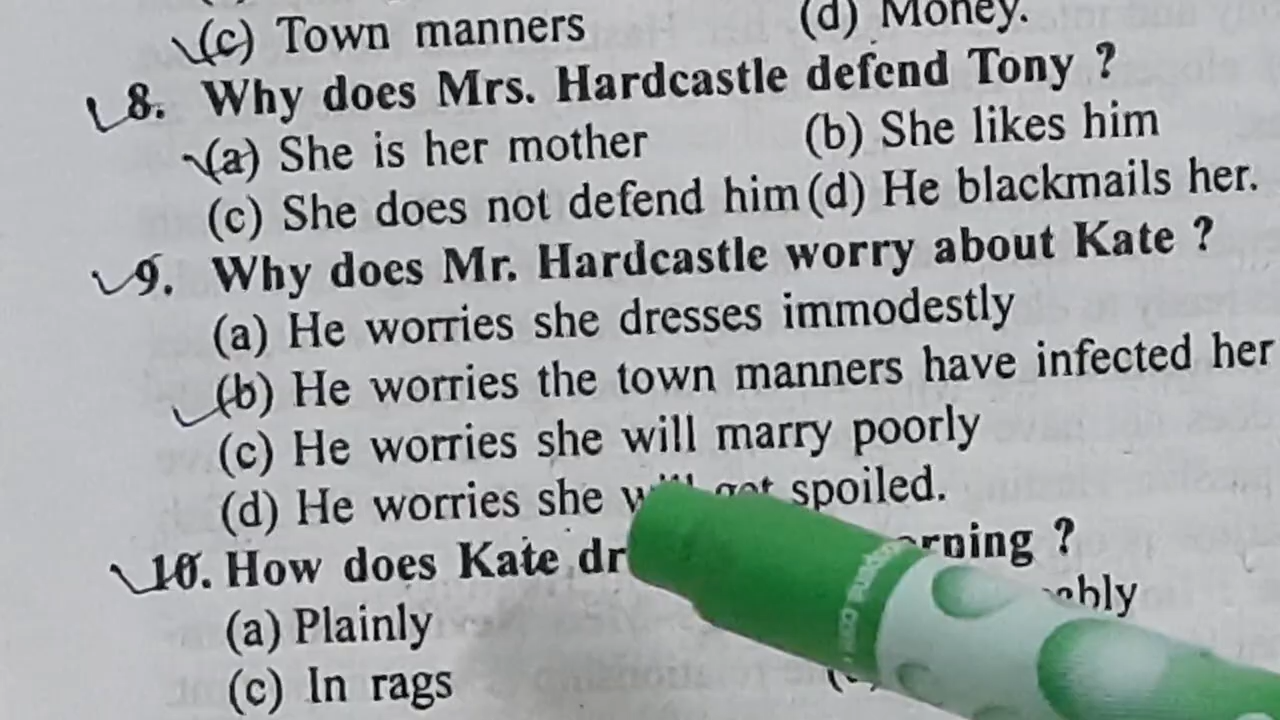 (c) Town manners (d) Money.
8. Why does Mrs. Hardcastle defend Tony ?
(a) She is her mother (b) She likes him
(c) She does not defend him (d) He blackmails her.
9. Why does Mr. Hardcastle worry about Kate ?
(a) He worries she dresses immodestly
(b) He worries the town manners have infected her
(c) He worries she will marry poorly
(d) He worries she will get spoiled.
10. How does Kate
(a) Plainly
(c) In rags